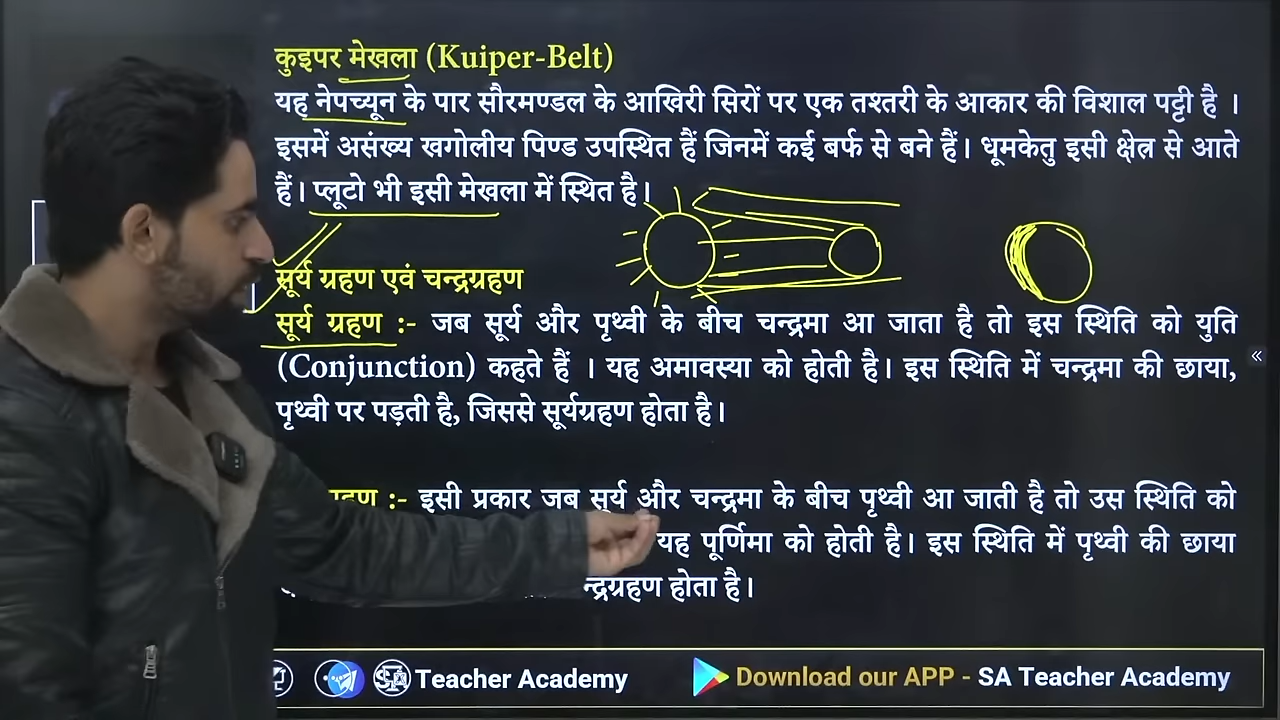 कुइपर मेखला (Kuiper-Belt)
यह नेपच्यून के पार सौरमण्डल के आखिरी सिरों पर एक तश्तरी के आकार की विशाल पट्टी है ।
इसमें असंख्य खगोलीय पिण्ड उपस्थित हैं जिनमें कई बर्फ से बने हैं। धूमकेतु इसी क्षेत्र से आते
हैं। प्लूटो भी इसी मेखला में स्थित है।
सूर्य ग्रहण एवं चन्द्रग्रहण
सूर्य ग्रहण :- जब सूर्य और पृथ्वी के बीच चन्द्रमा आ जाता है तो इस स्थिति को युति
(Conjunction) कहते हैं । यह अमावस्या को होती है। इस स्थिति में चन्द्रमा की छाया,
पृथ्वी पर पड़ती है, जिससे सूर्यग्रहण होता है।
:- इसी प्रकार जब सूर्य और चन्द्रमा के बीच पृथ्वी आ जाती है तो उस स्थिति को
यह पूर्णिमा को होती है। इस स्थिति में पृथ्वी की छाया
होता है।
Teacher Academy
Download our APP - SA Teacher Academy